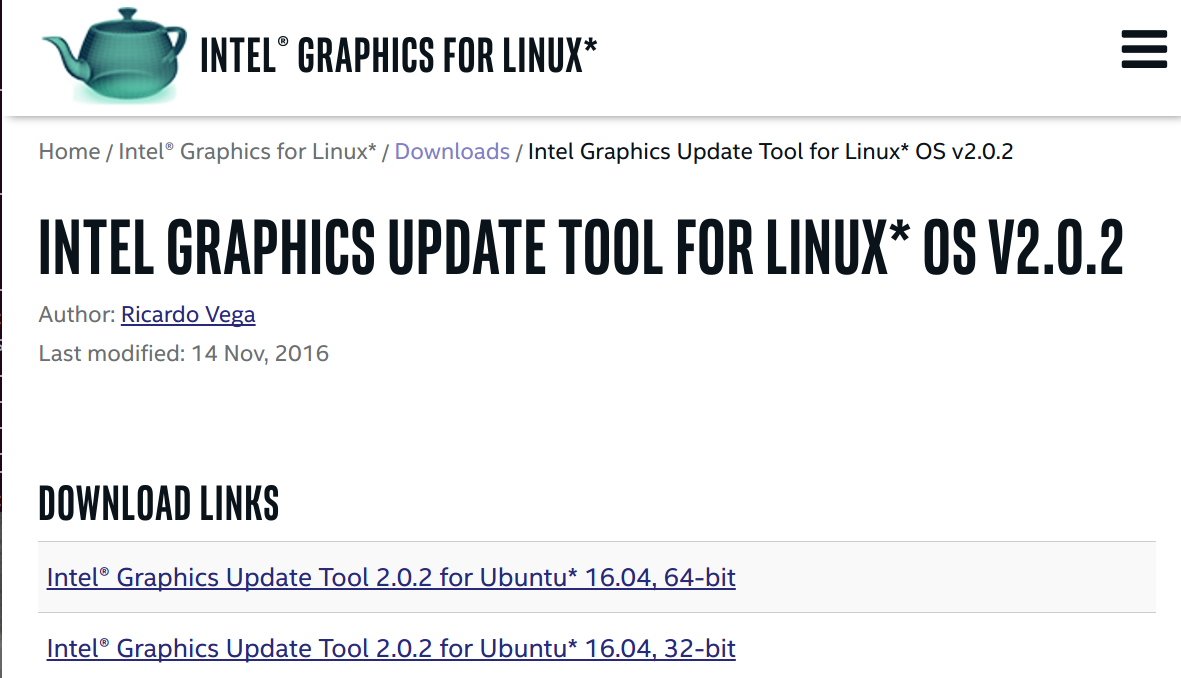 INTEL® GRAPHICS FOR LINUX*
Home / Intel® Graphics for Linux* / Downloads / Intel Graphics Update Tool for Linux* OS v2.0.2
INTEL GRAPHICS UPDATE TOOL FOR LINUX* OS V2.0.2
Author: Ricardo Vega
Last modified: 14 Nov, 2016
DOWNLOAD LINKS
Intel® Graphics Update Tool 2.0.2 for Ubuntu* 16.04, 64-bit
Intel® Graphics Update Tool 2.0.2 for Ubuntu* 16.04, 32-bit